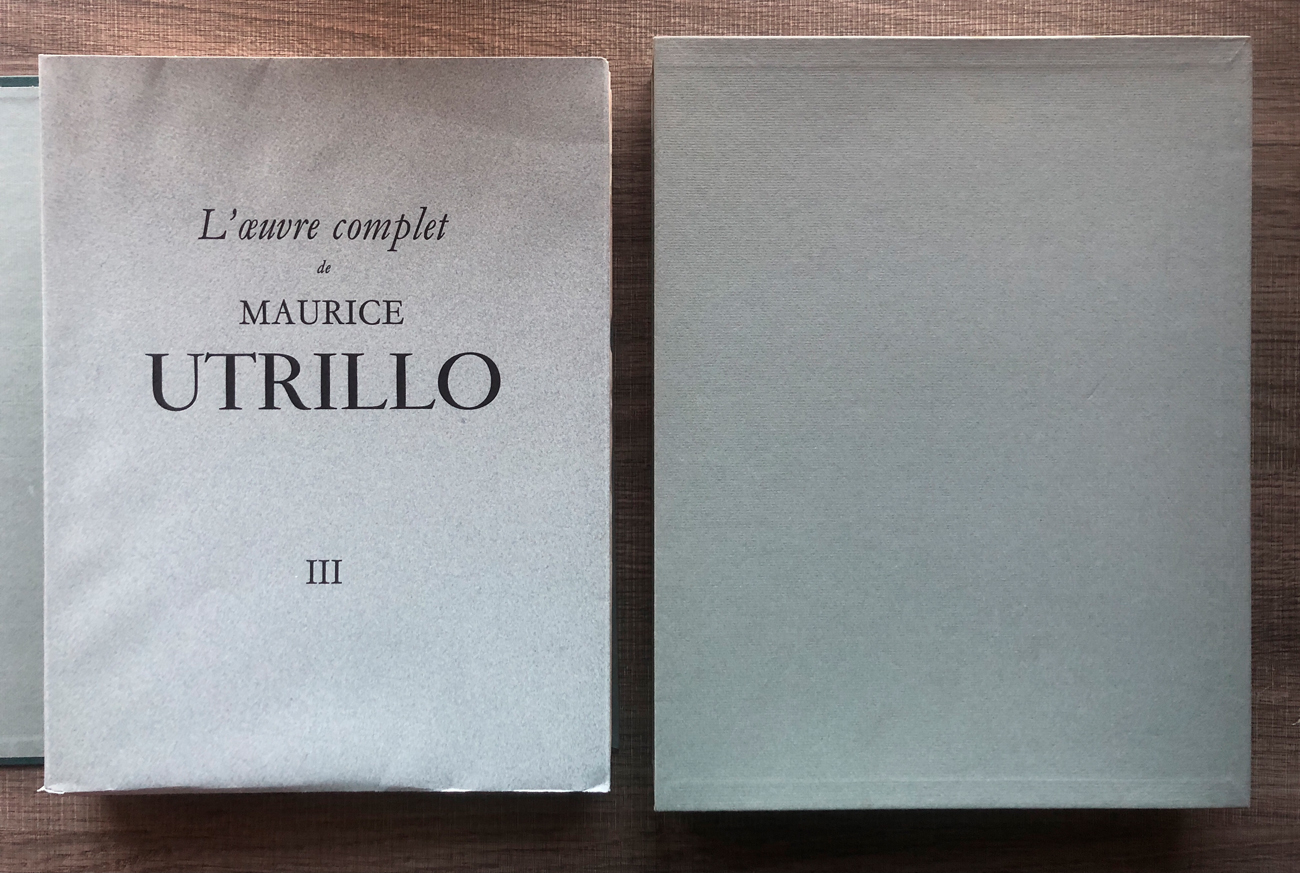 L'œuvre complet
de
MAURICE
UTRILLO
III